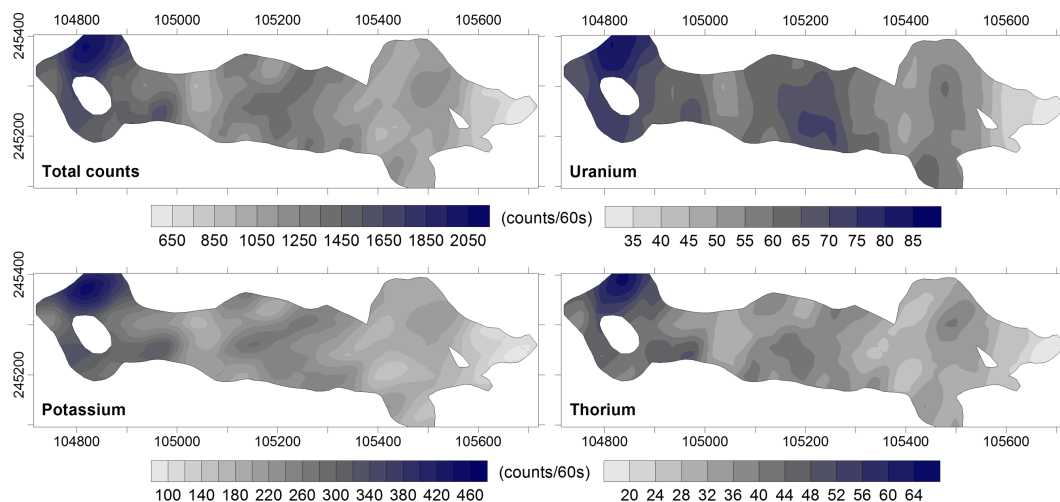 104800 105000 105200 105400 105600
104800 105000 105200 105400 105600
245400
245200
Total counts
Uranium
(counts/60s)
650 850 1050 1250 1450 1650 1850 2050
35 40 45 50 55 60 65 70 75 80 85
245400
245200
Potassium
Thorium
104800 105000 105200 105400 105600
104800 105000 105200 105400 105600
(counts/60s)
100 140 180 220 260 300 340 380 420 460
20 24 28 32 36 40 44 48 52 56 60 64